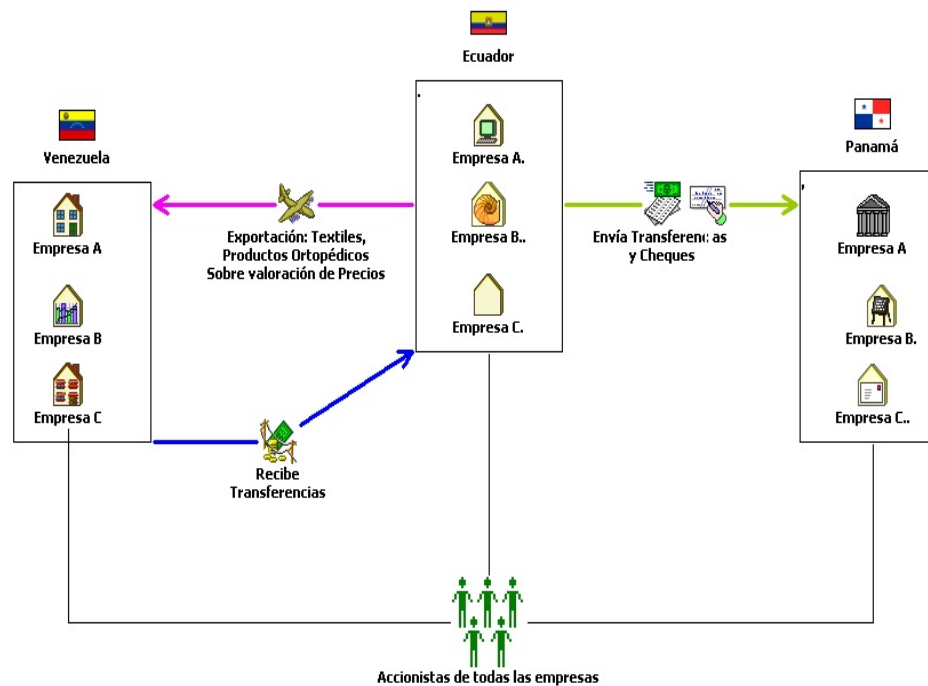 Ecuador
Venezuela
Panamá
Empresa A.
Empresa B..
Empresa C.
Empresa A
Empresa B
Empresa C
Exportación: Textiles,
Productos Ortopédicos
Sobre valoración de Precios
Envía Transferencias
y Cheques
Empresa A
Empresa B.
Empresa C..
Recibe
Transferencias
Accionistas de todas las empresas